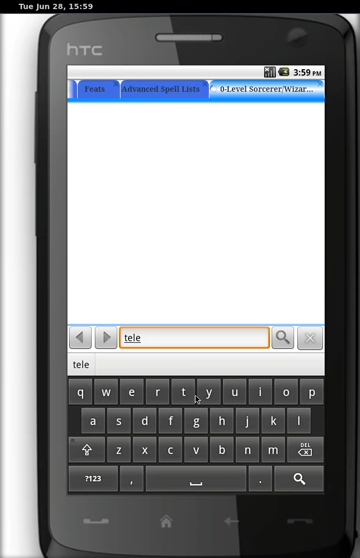 Tue Jun 28, 15:59
hTC
3:59 PM
Feats Advanced Spell Lists 0-Level Sorcerer/Wizar...
tele
tele
q w e r t y u i o p
a s d f g h j k l
z x c v b n m DEL
?123 , .